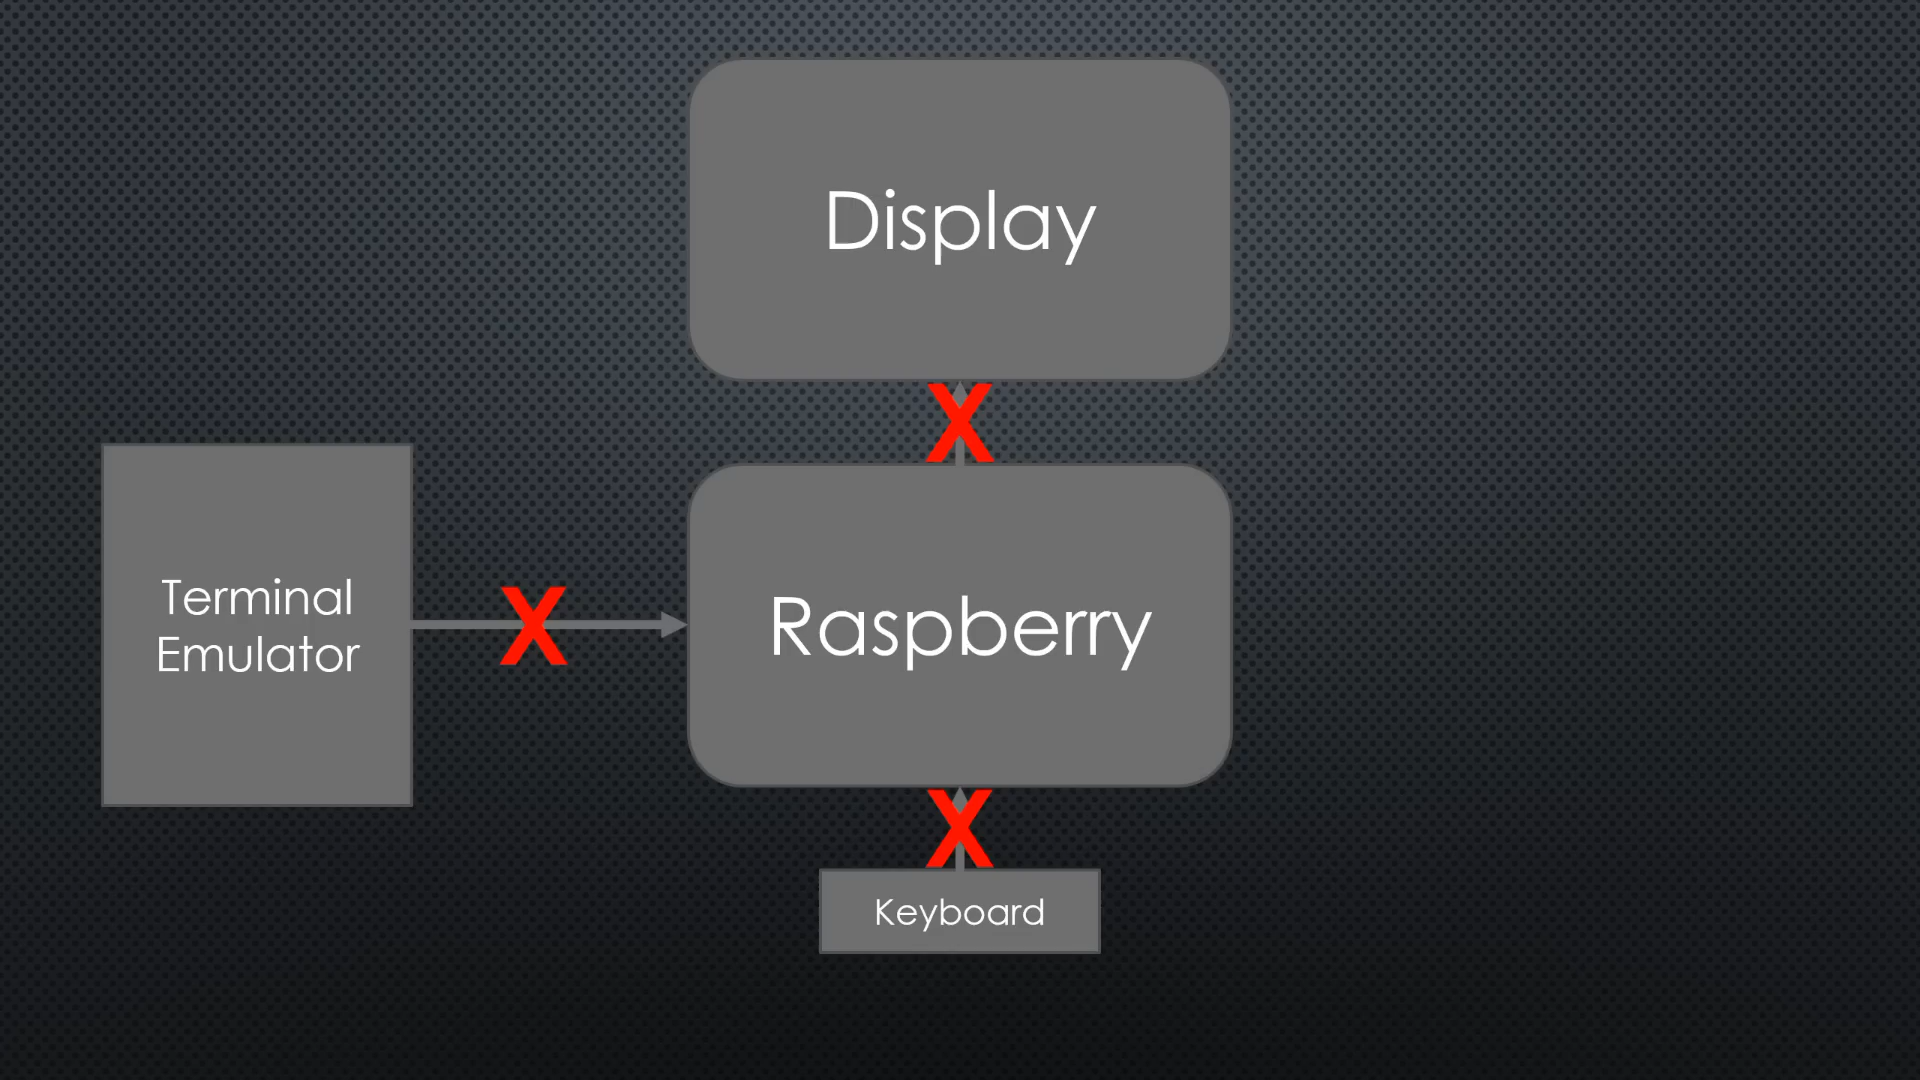 Display
X
Terminal
Emulator
X
Raspberry
X
Keyboard